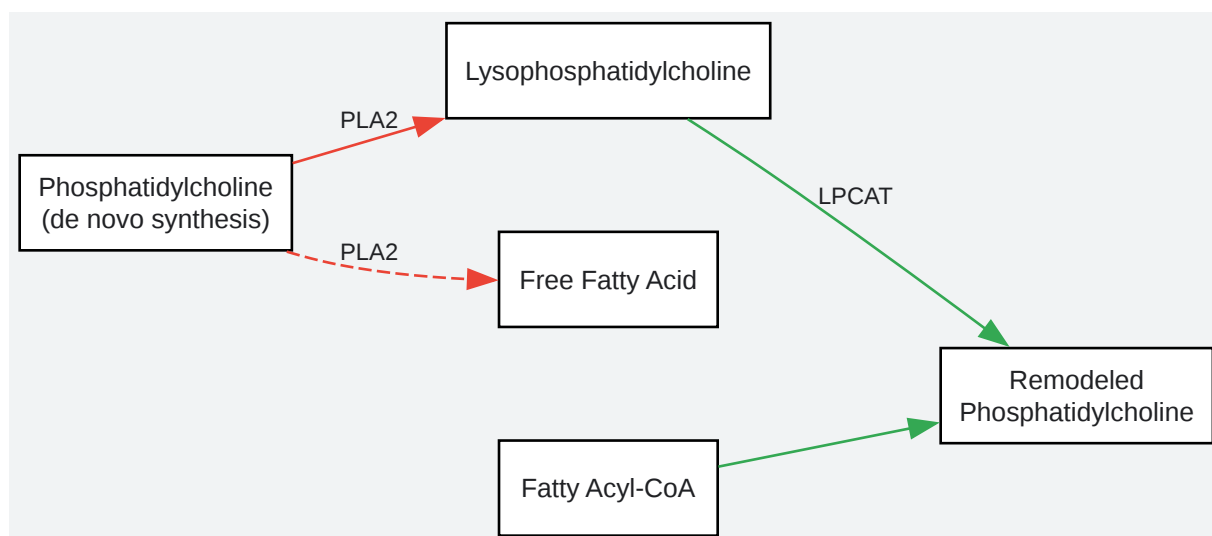 Lysophosphatidylcholine
PLA2
Phosphatidylcholine
(de novo synthesis)
LPCAT
PLA2
Free Fatty Acid
Remodeled
Phosphatidylcholine
Fatty Acyl-CoA